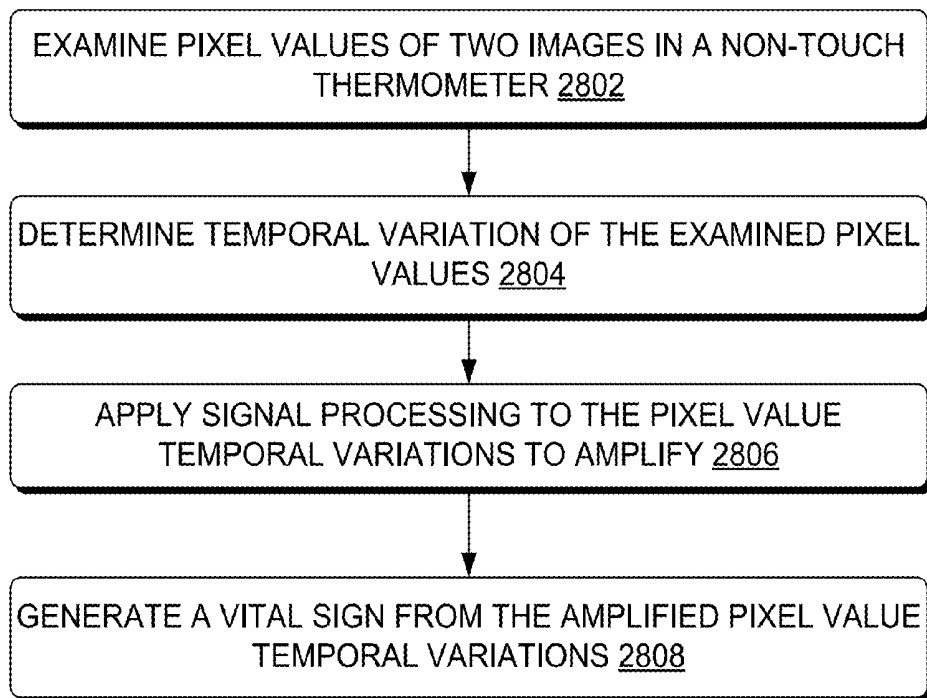 EXAMINE PIXEL VALUES OF TWO IMAGES IN A NON-TOUCH
THERMOMETER 2802
DETERMINE TEMPORAL VARIATION OF THE EXAMINED PIXEL
VALUES 2804
APPLY SIGNAL PROCESSING TO THE PIXEL VALUE
TEMPORAL VARIATIONS TO AMPLIFY 2806
GENERATE A VITAL SIGN FROM THE AMPLIFIED PIXEL VALUE
TEMPORAL VARIATIONS 2808